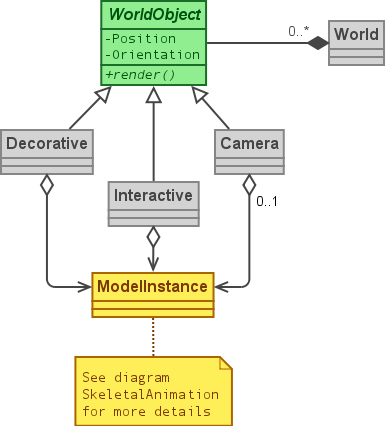 WorldObject
-Position
-Orientation
+render()
0..*
World
Decorative
Interactive
Camera
0..1
ModelInstance
See diagram
SkeletalAnimation
for more details